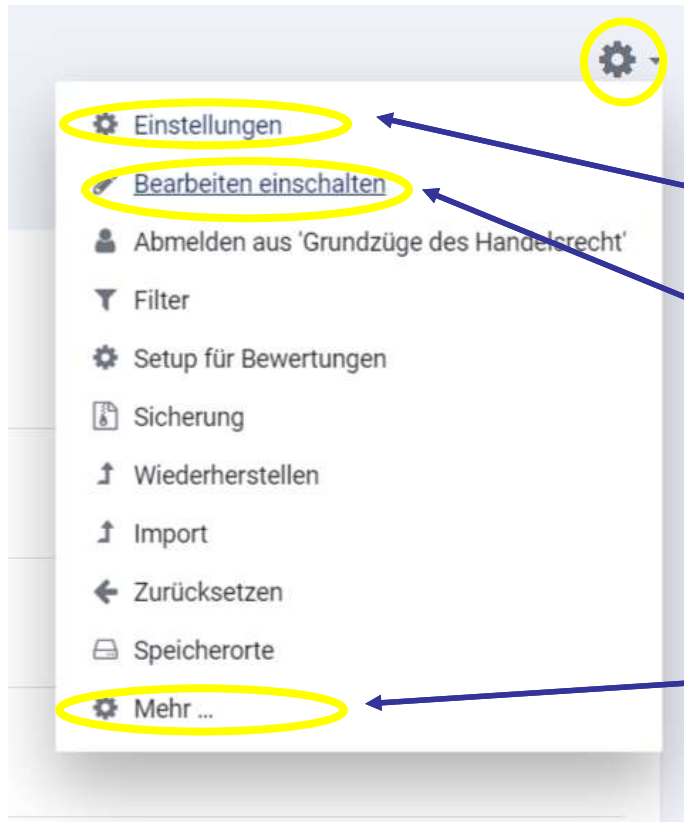 Einstellungen
Bearbeiten einschalten
Abmelden aus 'Grundzüge des Handelsrecht'
Filter
Setup für Bewertungen
Sicherung
Wiederherstellen
Import
Zurücksetzen
Speicherorte
Mehr ...